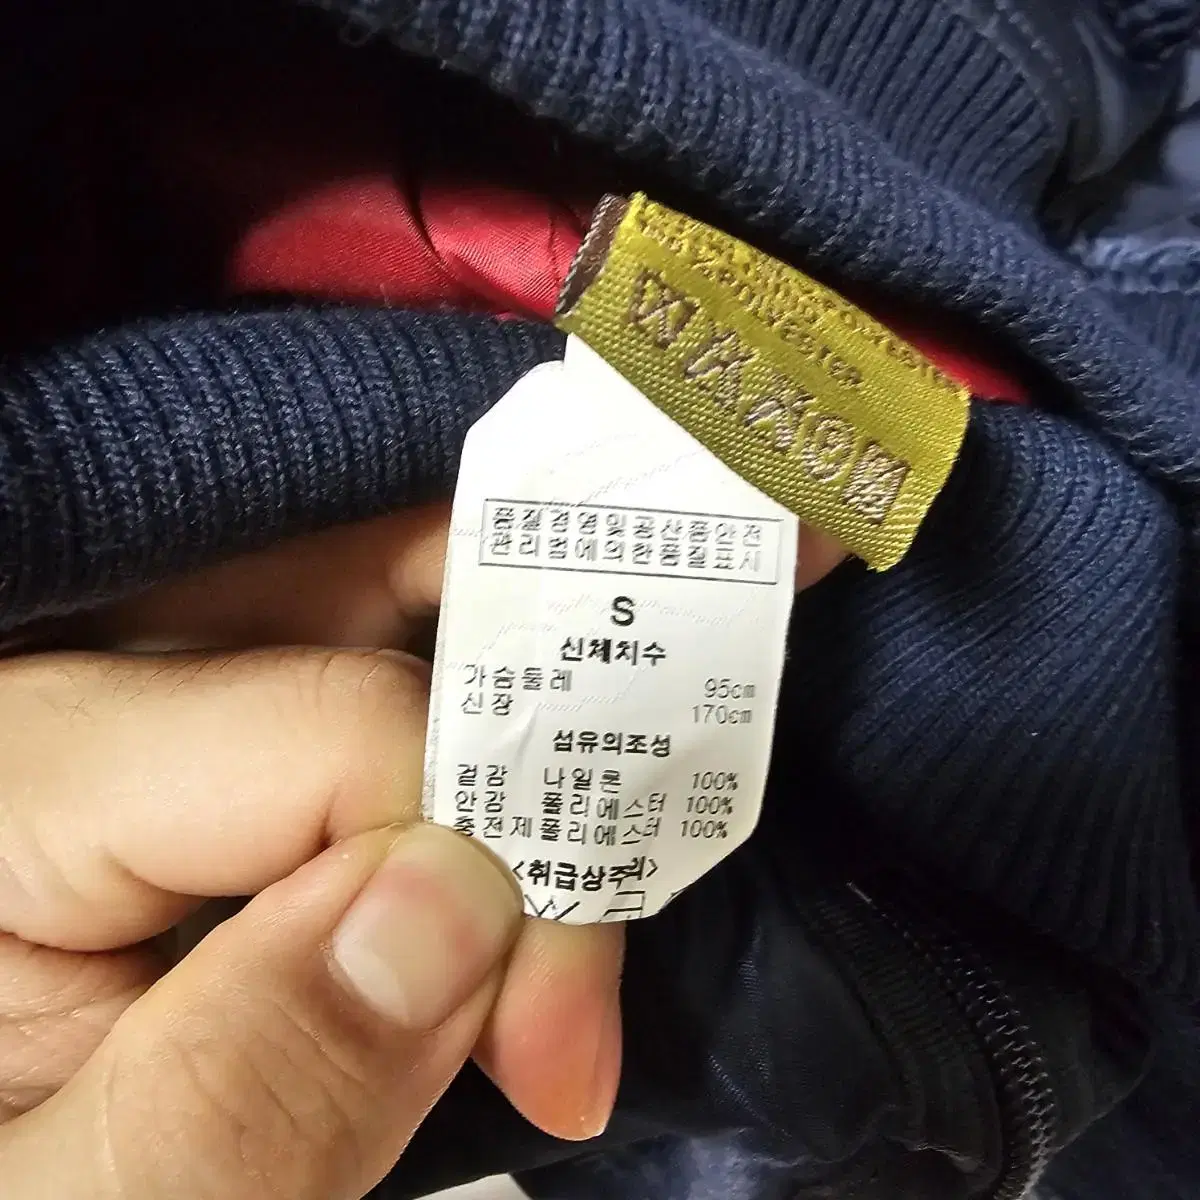 품질경영및공산품안전
관리법에의한품질표시
S
신체치수
가슴둘레 95cm
신장 170cm
섬유의조성
겉감 나일론 100%
안감 폴리에스터 100%
충전제폴리에스터 100%
<취급상주의>